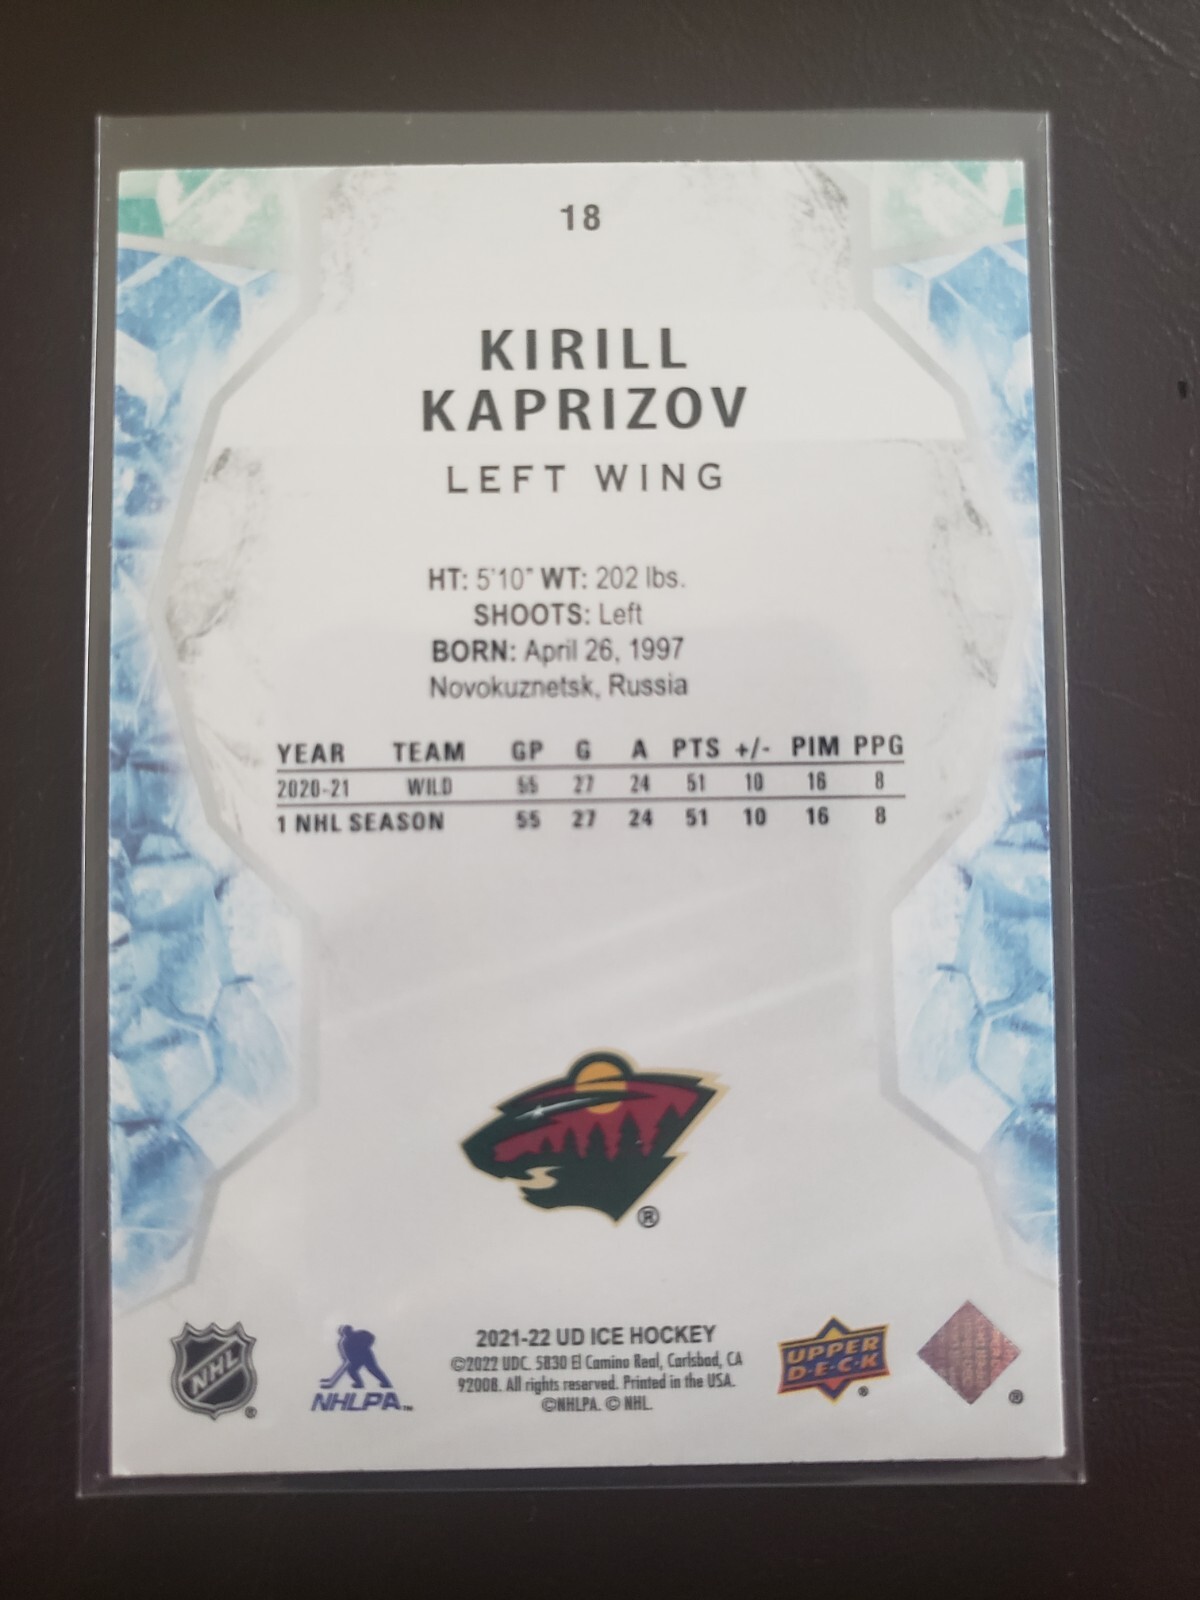 18
KIRILL
KAPRIZOV
LEFT WING
HT: 5'10" WT: 202 lbs.
SHOOTS: Left
BORN: April 26, 1997
Novokuznetsk, Russia
YEAR TEAM GP G A PTS +/- PIM PPG
2020-21 WILD 55 27 24 51 10 16 8
1 NHL SEASON 55 27 24 51 10 16 8
®
NHL ®
NHLPA™
2021-22 UD ICE HOCKEY
©2022 UDC. 5830 El Camino Real, Carlsbad, CA
92008. All rights reserved. Printed in the USA.
©NHLPA. © NHL.
UPPER
D·E·C·K ®
®